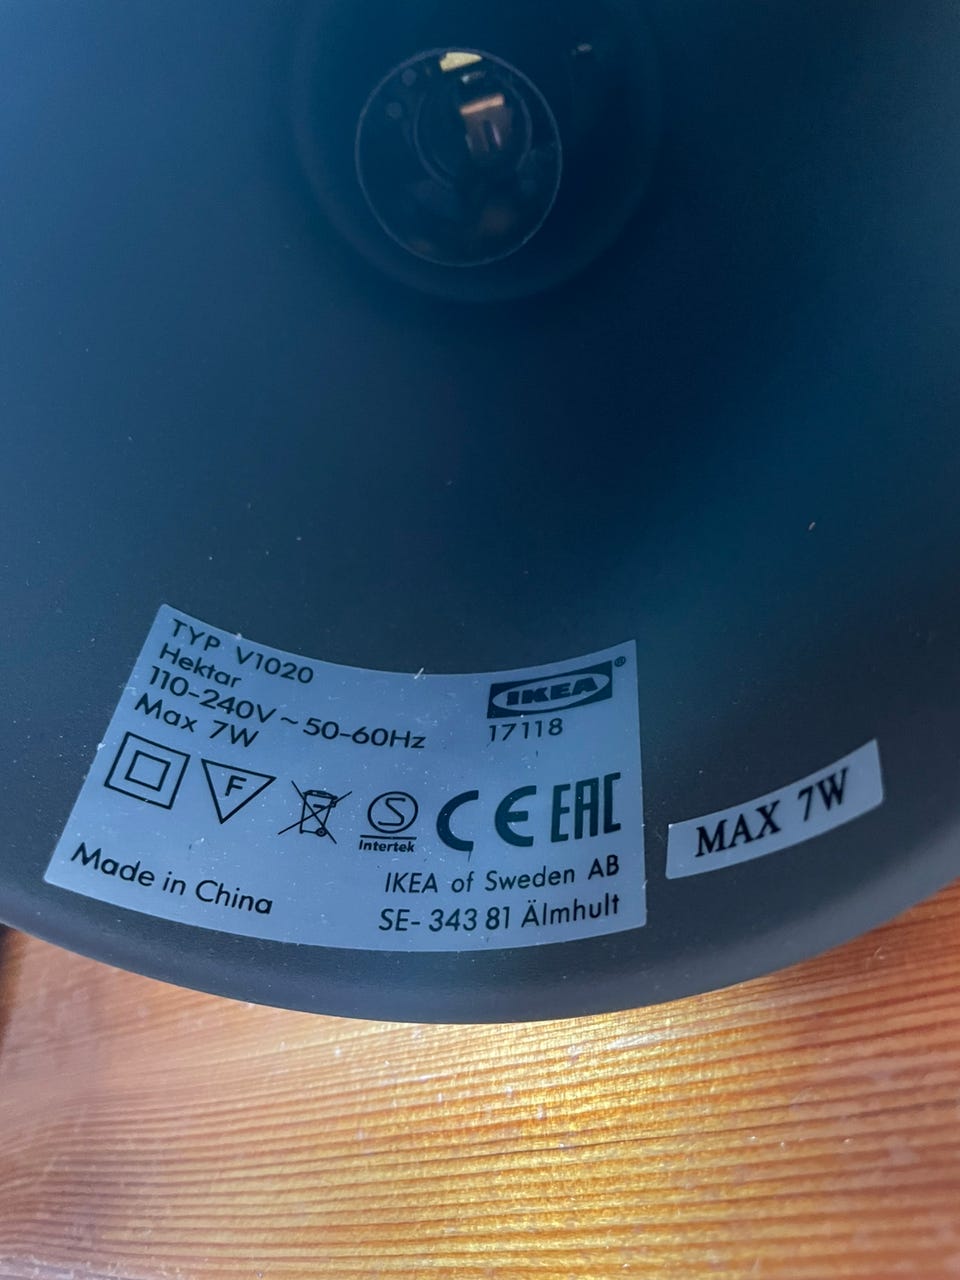 TYP V1020
Hektar
110-240V ~ 50-60Hz
Max 7W
IKEA®
17118
F
S
Intertek
CE EAC
Made in China
IKEA of Sweden AB
SE- 343 81 Älmhult
MAX 7W